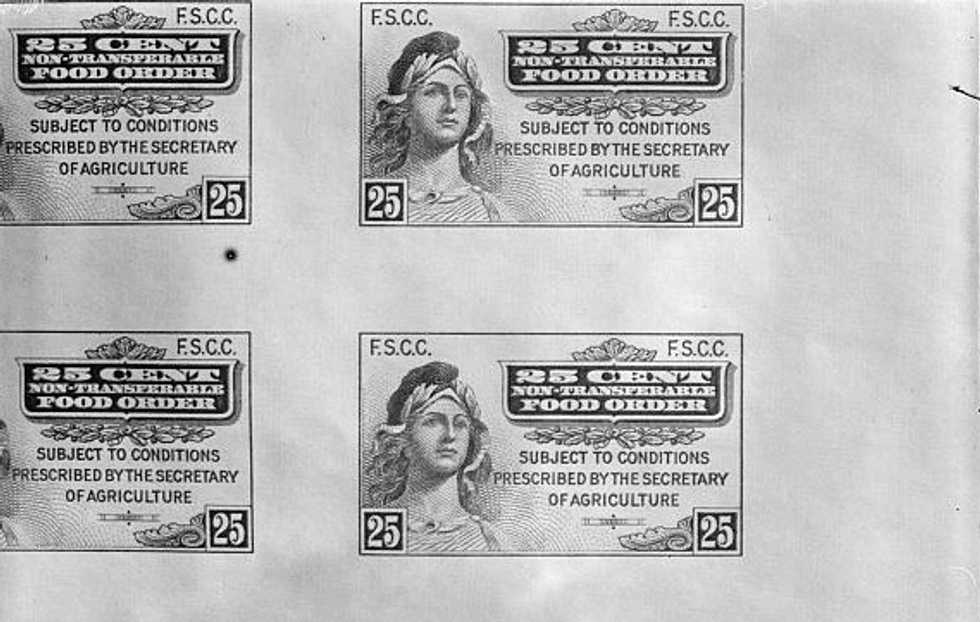 F.S.C.C.
25 CENT
NON-TRANSFERABLE
FOOD ORDER
SUBJECT TO CONDITIONS
PRESCRIBED BY THE SECRETARY
OF AGRICULTURE
25
F.S.C.C. F.S.C.C.
25 CENT
NON-TRANSFERABLE
FOOD ORDER
SUBJECT TO CONDITIONS
PRESCRIBED BY THE SECRETARY
OF AGRICULTURE
25 25
F.S.C.C.
25 CENT
NON-TRANSFERABLE
FOOD ORDER
SUBJECT TO CONDITIONS
PRESCRIBED BY THE SECRETARY
OF AGRICULTURE
25
F.S.C.C. F.S.C.C.
25 CENT
NON-TRANSFERABLE
FOOD ORDER
SUBJECT TO CONDITIONS
PRESCRIBED BY THE SECRETARY
OF AGRICULTURE
25 25